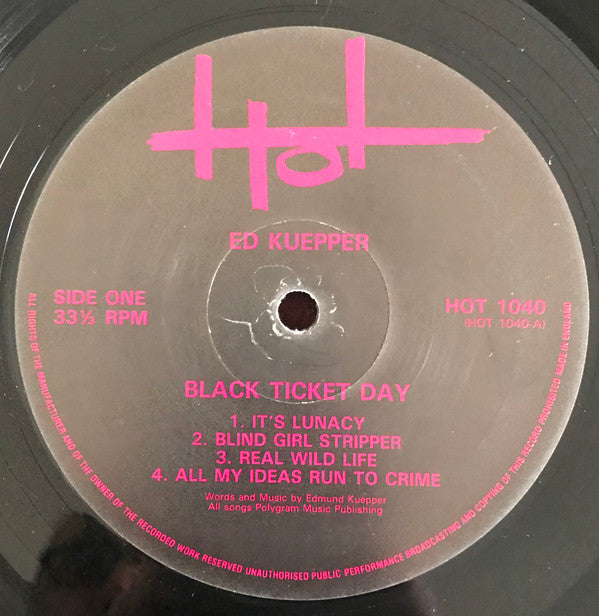 Hot
ED KUEPPER
SIDE ONE
33⅓ RPM
HOT 1040
(HOT 1040-A)
BLACK TICKET DAY
1. IT'S LUNACY
2. BLIND GIRL STRIPPER
3. REAL WILD LIFE
4. ALL MY IDEAS RUN TO CRIME
Words and Music by Edmund Kuepper
All songs Polygram Music Publishing
ALL RIGHTS OF THE MANUFACTURER AND OF THE OWNER OF THE RECORDED WORK RESERVED UNAUTHORISED PUBLIC PERFORMANCE BROADCASTING AND COPYING OF THIS RECORD PROHIBITED MADE IN ENGLAND